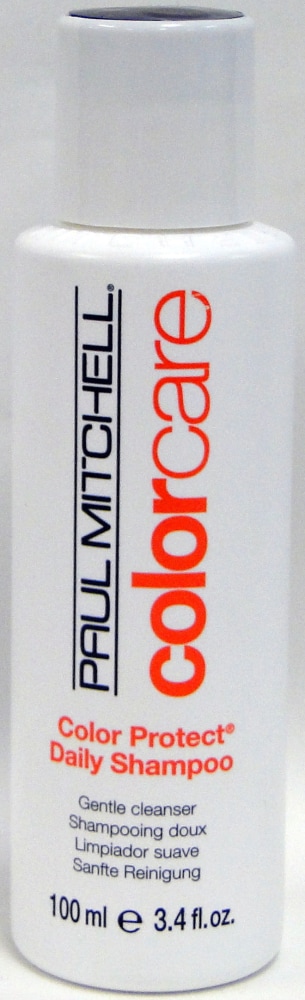 PAUL MITCHELL®
colorcare
Color Protect®
Daily Shampoo
Gentle cleanser
Shampooing doux
Limpiador suave
Sanfte Reinigung
100 ml ℮ 3.4 fl.oz.